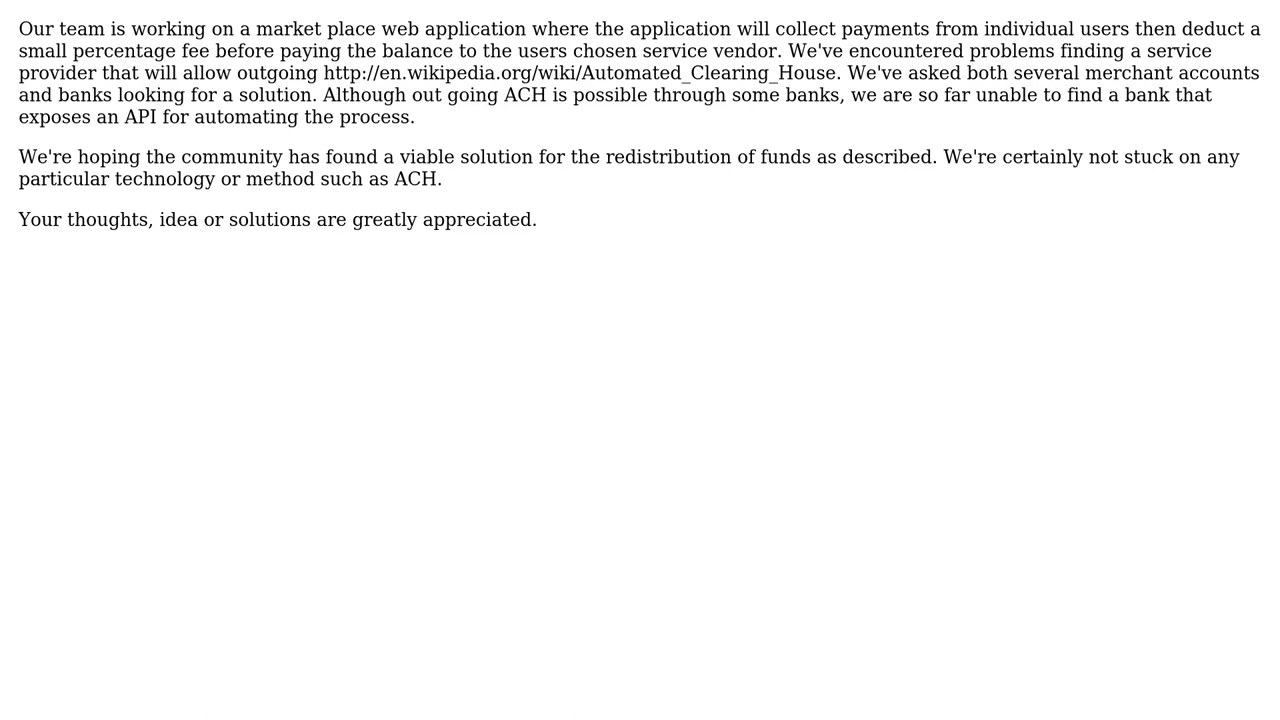 Our team is working on a market place web application where the application will collect payments from individual users then deduct a
small percentage fee before paying the balance to the users chosen service vendor. We've encountered problems finding a service
provider that will allow outgoing http://en.wikipedia.org/wiki/Automated_Clearing_House. We've asked both several merchant accounts
and banks looking for a solution. Although out going ACH is possible through some banks, we are so far unable to find a bank that
exposes an API for automating the process.
We're hoping the community has found a viable solution for the redistribution of funds as described. We're certainly not stuck on any
particular technology or method such as ACH.
Your thoughts, idea or solutions are greatly appreciated.